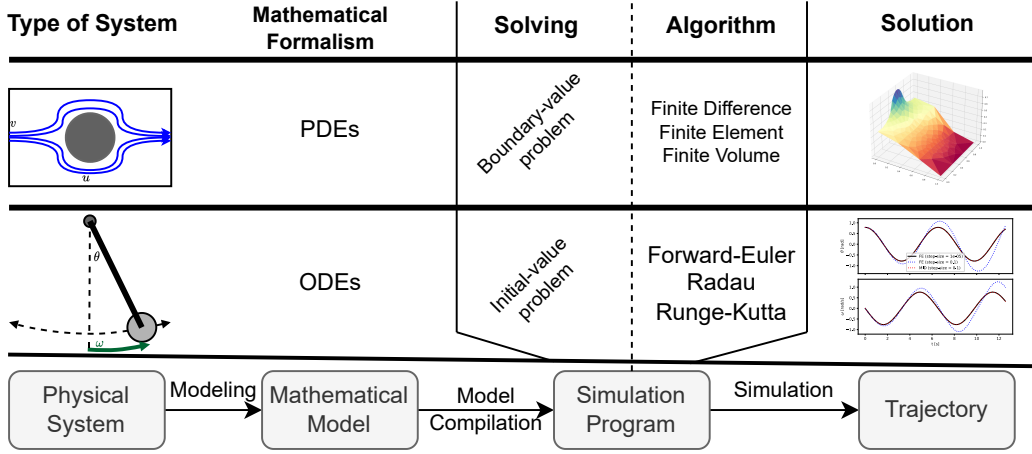 Type of System
Mathematical
Formalism
Solving
Algorithm
Solution
v
u
PDEs
Boundary-value
problem
Finite Difference
Finite Element
Finite Volume
θ
ω
ODEs
Initial-value
problem
Forward-Euler
Radau
Runge-Kutta
Physical
System
Modeling
Mathematical
Model
Model
Compilation
Simulation
Program
Simulation
Trajectory